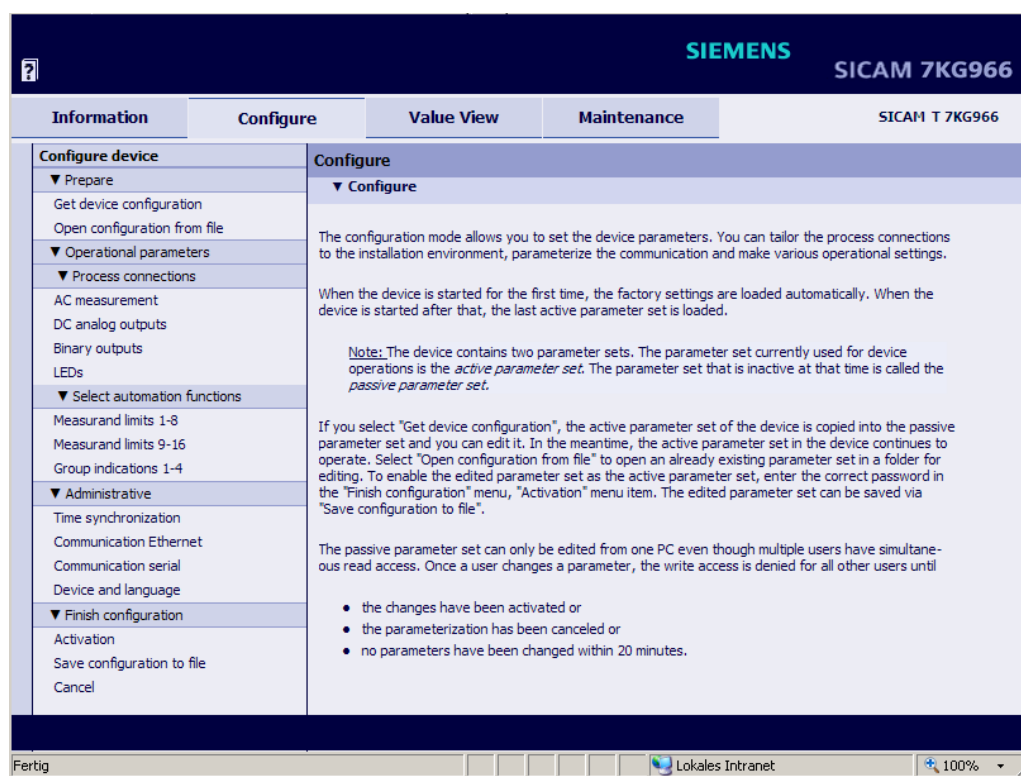 SIEMENS
SICAM 7KG966
?
Information
Configure
Value View
Maintenance
SICAM T 7KG966
Configure device
▼ Prepare
Get device configuration
Open configuration from file
▼ Operational parameters
▼ Process connections
AC measurement
DC analog outputs
Binary outputs
LEDs
▼ Select automation functions
Measurand limits 1-8
Measurand limits 9-16
Group indications 1-4
▼ Administrative
Time synchronization
Communication Ethernet
Communication serial
Device and language
▼ Finish configuration
Activation
Save configuration to file
Cancel
Configure
▼ Configure
The configuration mode allows you to set the device parameters. You can tailor the process connections
to the installation environment, parameterize the communication and make various operational settings.
When the device is started for the first time, the factory settings are loaded automatically. When the
device is started after that, the last active parameter set is loaded.
Note: The device contains two parameter sets. The parameter set currently used for device
operations is the active parameter set. The parameter set that is inactive at that time is called the
passive parameter set.
If you select "Get device configuration", the active parameter set of the device is copied into the passive
parameter set and you can edit it. In the meantime, the active parameter set in the device continues to
operate. Select "Open configuration from file" to open an already existing parameter set in a folder for
editing. To enable the edited parameter set as the active parameter set, enter the correct password in
the "Finish configuration" menu, "Activation" menu item. The edited parameter set can be saved via
"Save configuration to file".
The passive parameter set can only be edited from one PC even though multiple users have simultane-
ous read access. Once a user changes a parameter, the write access is denied for all other users until
• the changes have been activated or
• the parameterization has been canceled or
• no parameters have been changed within 20 minutes.
Fertig
Lokales Intranet
100%